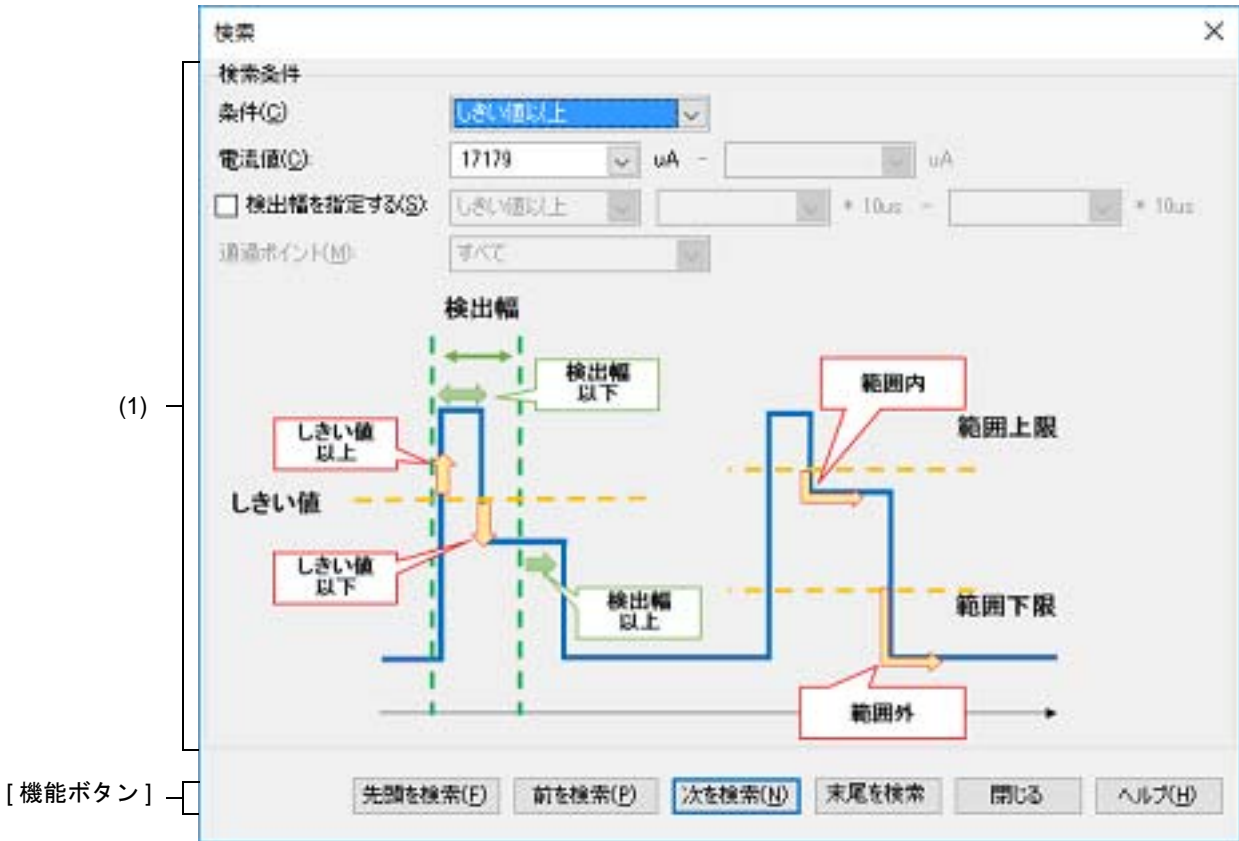 検索
検索条件
条件(C)
しきい値以上
電流値(C):
17179
uA
-
uA
検出幅を指定する(S):
しきい値以上
* 10us
-
* 10us
通過ポイント(M):
すべて
検出幅
検出幅
以下
範囲内
(1)
しきい値
以上
範囲上限
しきい値
しきい値
以下
検出幅
以上
範囲下限
範囲外
[ 機能ボタン ]
先頭を検索(F)
前を検索(P)
次を検索(N)
末尾を検索
閉じる
ヘルプ(H)